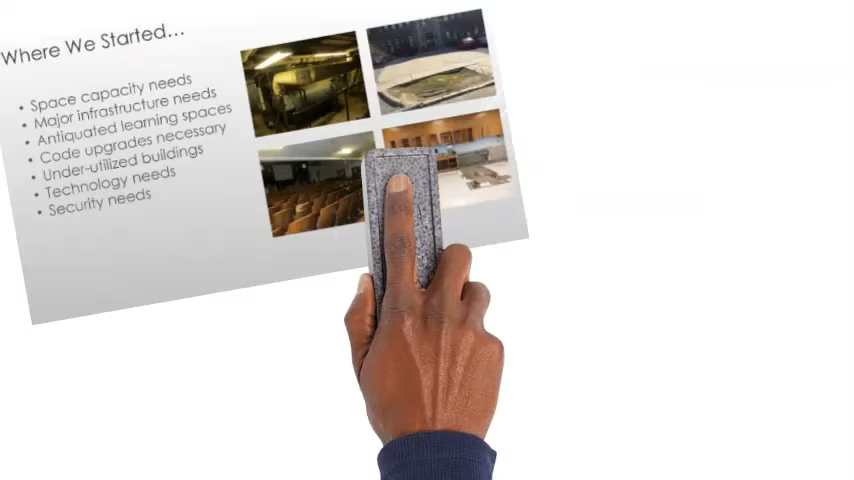 Where We Started...
• Space capacity needs
• Major infrastructure needs
• Antiquated learning spaces
• Code upgrades necessary
• Under-utilized buildings
• Technology needs
• Security needs